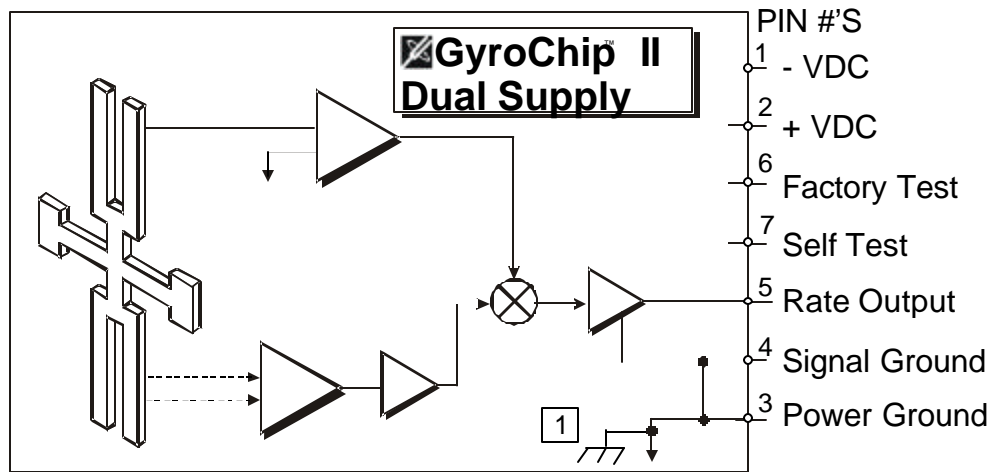 PIN #'S
GyroChip™ II
Dual Supply
1 - VDC
2 + VDC
6 Factory Test
7 Self Test
5 Rate Output
4 Signal Ground
3 Power Ground
1